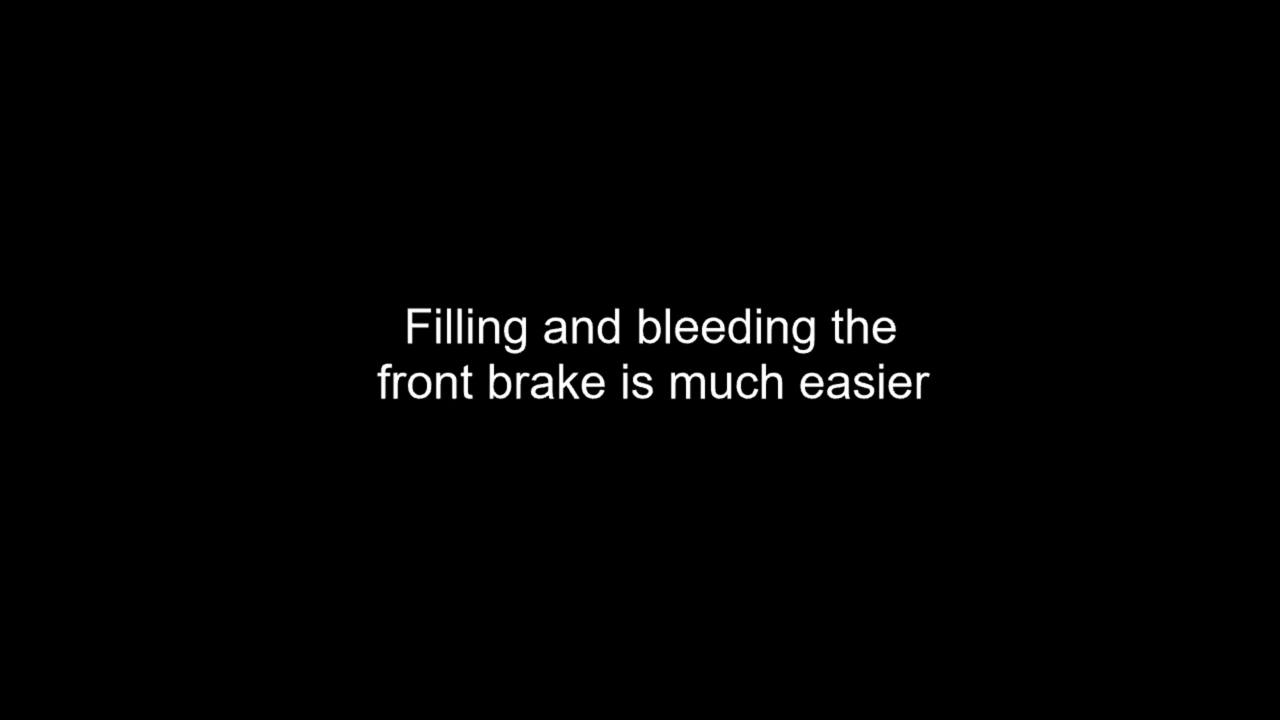 Filling and bleeding the
front brake is much easier